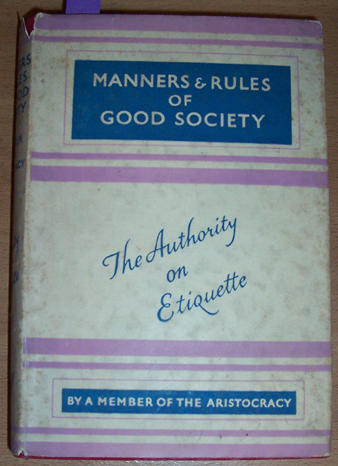 MANNERS & RULES
OF
GOOD SOCIETY
The Authority
on
Etiquette
BY A MEMBER OF THE ARISTOCRACY